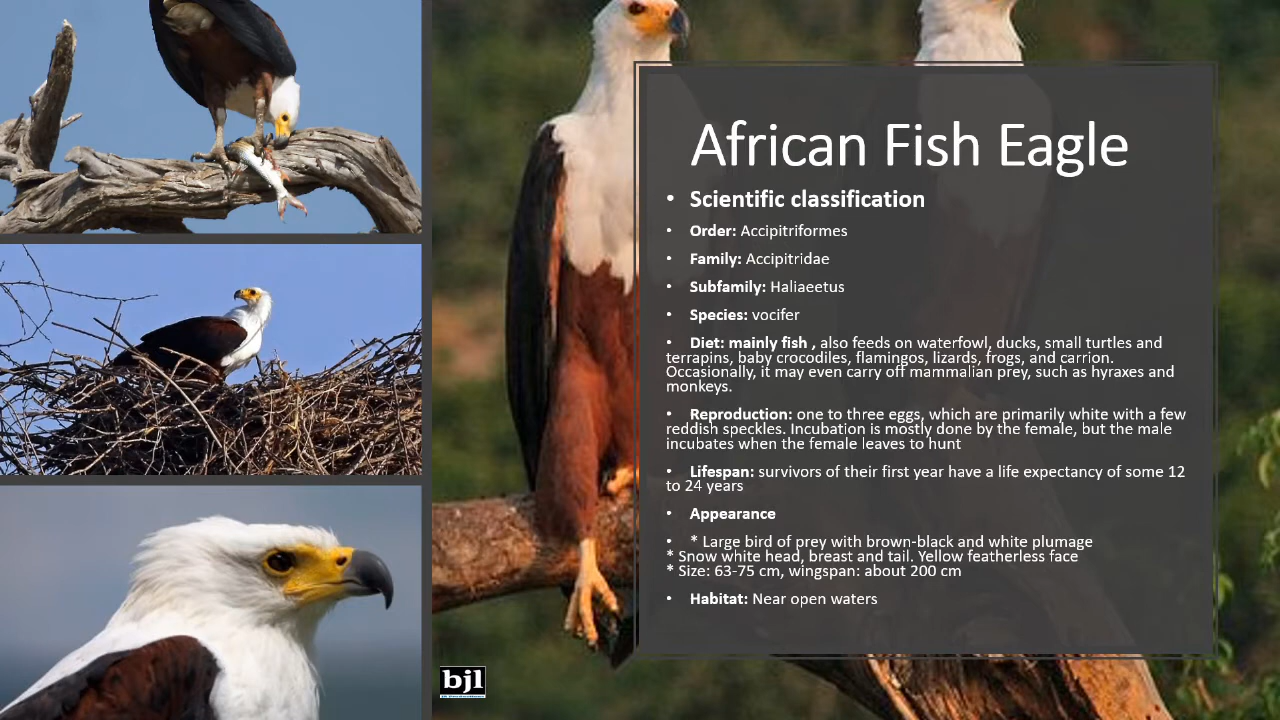 African Fish Eagle
• Scientific classification
• Order: Accipitriformes
• Family: Accipitridae
• Subfamily: Haliaeetus
• Species: vocifer
• Diet: mainly fish , also feeds on waterfowl, ducks, small turtles and
terrapins, baby crocodiles, flamingos, lizards, frogs, and carrion.
Occasionally, it may even carry off mammalian prey, such as hyraxes and
monkeys.
• Reproduction: one to three eggs, which are primarily white with a few
reddish speckles. Incubation is mostly done by the female, but the male
incubates when the female leaves to hunt
• Lifespan: survivors of their first year have a life expectancy of some 12
to 24 years
• Appearance
• * Large bird of prey with brown-black and white plumage
* Snow white head, breast and tail. Yellow featherless face
* Size: 63-75 cm, wingspan: about 200 cm
• Habitat: Near open waters
bjl